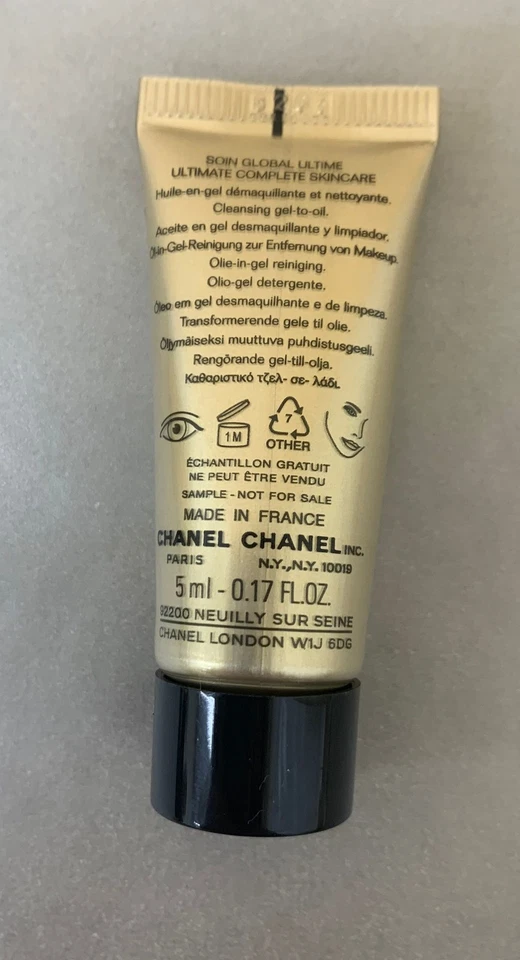 SOIN GLOBAL ULTIME
ULTIMATE COMPLETE SKINCARE
Huile-en-gel démaquillante et nettoyante.
Cleansing gel-to-oil.
Aceite en gel desmaquillante y limpiador.
Öl-in-Gel-Reinigung zur Entfernung von Makeup.
Olie-in-gel reiniging.
Olio-gel detergente.
Óleo em gel desmaquilhante e de limpeza.
Transformerende gele til olie.
Öljymäiseksi muuttuva puhdistusgeeli.
Rengörande gel-till-olja.
Καθαριστικό τζελ- σε- λάδι
1M
7
OTHER
ÉCHANTILLON GRATUIT
NE PEUT ÊTRE VENDU
SAMPLE - NOT FOR SALE
MADE IN FRANCE
CHANEL CHANEL INC.
PARIS N.Y.,N.Y. 10019
5 ml - 0.17 FL.OZ.
92200 NEUILLY SUR SEINE
CHANEL LONDON W1J 6DG